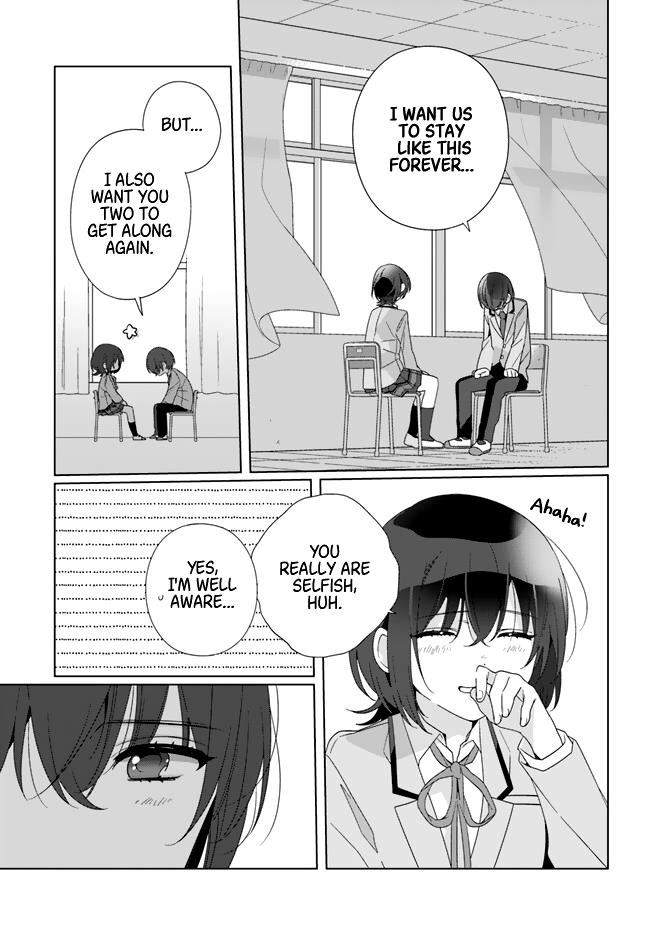 I WANT US
TO STAY
LIKE THIS
FOREVER...
BUT...
I ALSO
WANT YOU
TWO TO
GET ALONG
AGAIN.
Ahaha!
YOU
REALLY ARE
SELFISH,
HUH.
YES,
I'M WELL
AWARE...